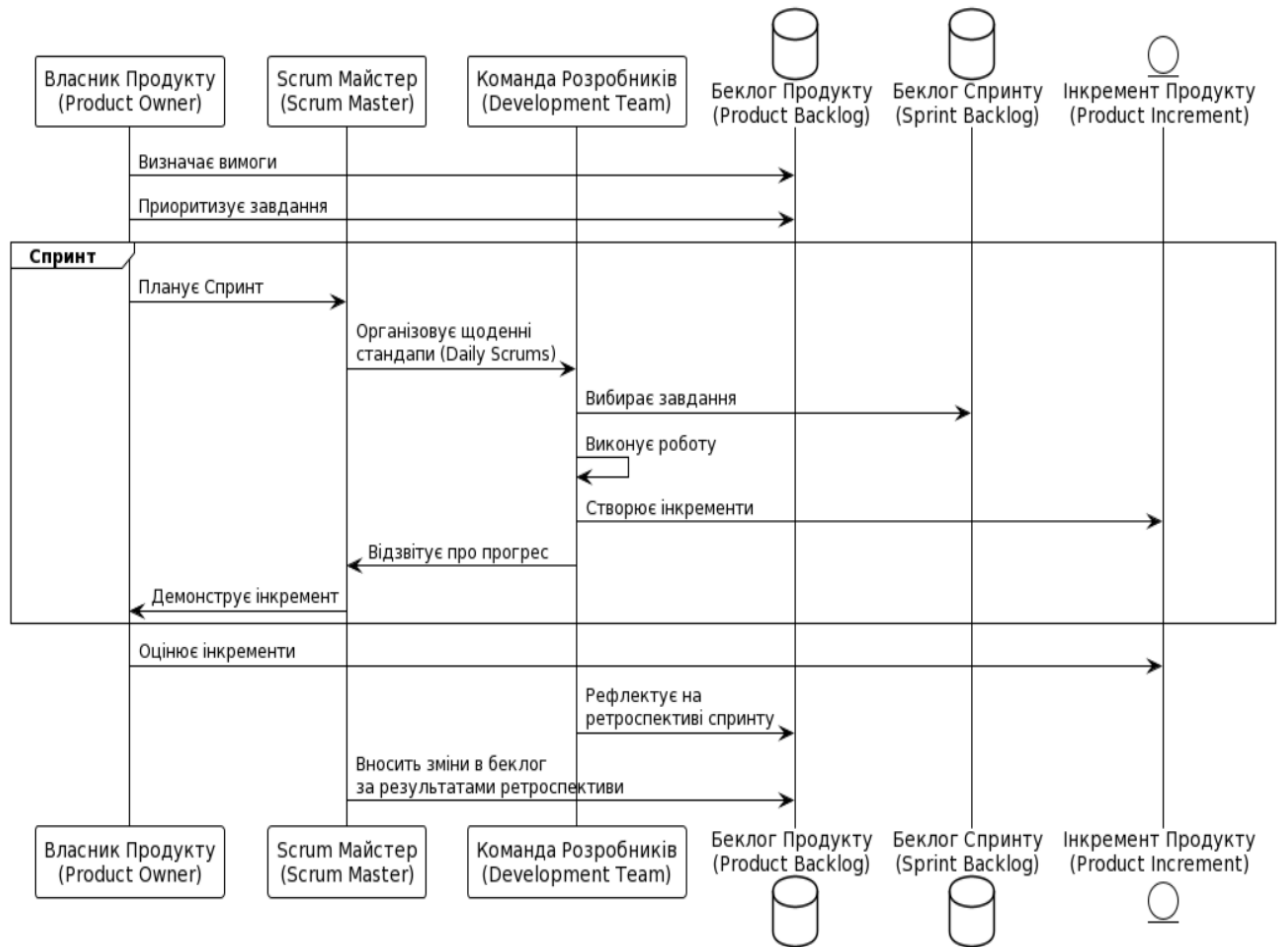 Власник Продукту
(Product Owner)
Scrum Майстер
(Scrum Master)
Команда Розробників
(Development Team)
Беклог Продукту
(Product Backlog)
Беклог Спринту
(Sprint Backlog)
Інкремент Продукту
(Product Increment)
Визначає вимоги
Приоритизує завдання
Спринт
Планує Спринт
Організовує щоденні
стандапи (Daily Scrums)
Вибирає завдання
Виконує роботу
Створює інкременти
Відзвітує про прогрес
Демонструє інкремент
Оцінює інкременти
Рефлектує на
ретроспективі спринту
Вносить зміни в беклог
за результатами ретроспективи
Власник Продукту
(Product Owner)
Scrum Майстер
(Scrum Master)
Команда Розробників
(Development Team)
Беклог Продукту
(Product Backlog)
Беклог Спринту
(Sprint Backlog)
Інкремент Продукту
(Product Increment)